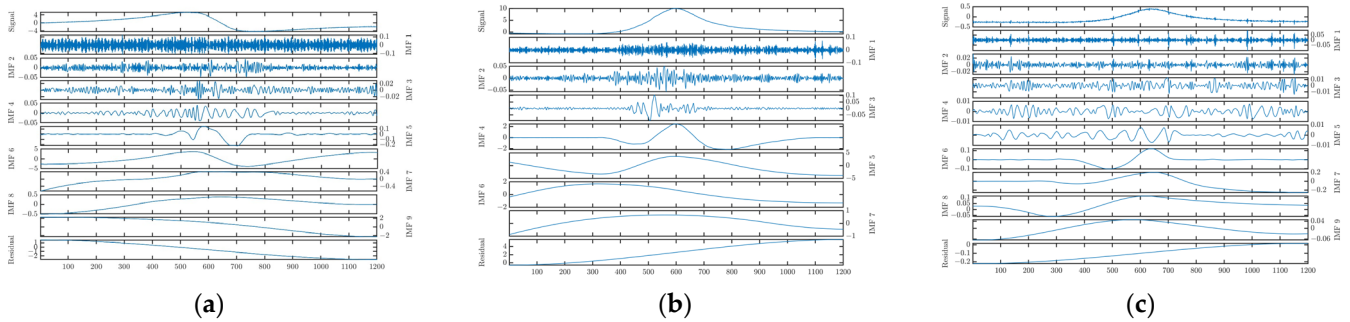 Signal 4 0 −4
IMF 1 0.1 0 −0.1
IMF 2 0.05 0 −0.05
IMF 3 0.02 0 −0.02
IMF 4 0.05 0 −0.05
IMF 5 0.1 0 −0.2
IMF 6 5 0 −5
IMF 7 0.4 0 −0.4
IMF 8 0.5 0 −0.5
IMF 9 2 0 −2
Residual 1 0 −2
100 200 300 400 500 600 700 800 900 1000 1100 1200
(a)
Signal 10 5 0
IMF 1 0.1 0 −0.1
IMF 2 0.05 0 −0.05
IMF 3 0.1 0.05 0 −0.05
IMF 4 2 0 −2
IMF 5 5 0 −5
IMF 6 2 0 −2
IMF 7 1 0 −1
Residual 4 2 0
100 200 300 400 500 600 700 800 900 1000 1100 1200
(b)
Signal 0.5 0 −0.5
IMF 1 0.05 0 −0.05
IMF 2 0.02 0 −0.02
IMF 3 0.01 0 −0.01
IMF 4 0.01 0 −0.01
IMF 5 0.01 0 −0.01
IMF 6 0.1 0 −0.1
IMF 7 0.2 0 −0.2
IMF 8 0.05 0 −0.05
IMF 9 0.04 0 −0.06
Residual 0 −0.1 −0.2
100 200 300 400 500 600 700 800 900 1000 1100 1200
(c)